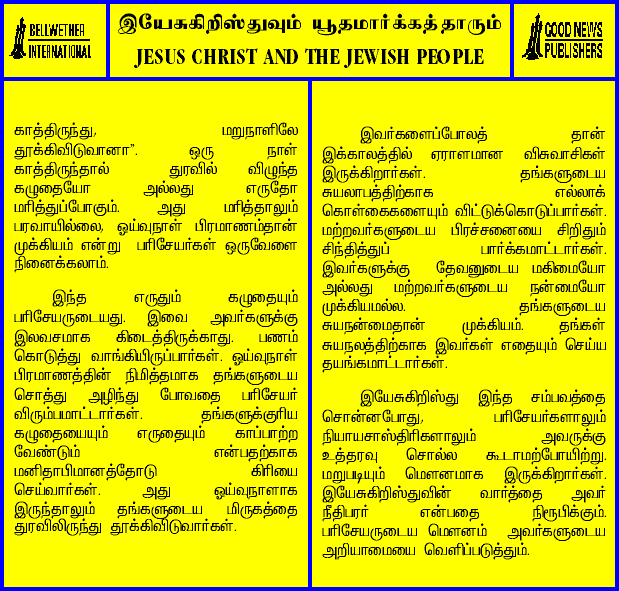 BELLWETHER
INTERNATIONAL
இயேசுகிறிஸ்துவும் யூதமார்க்கத்தாரும்
JESUS CHRIST AND THE JEWISH PEOPLE
GOOD NEWS
PUBLISHERS
காத்திருந்து, மறுநாளிலே
தூக்கிவிடுவானா". ஒரு நாள்
காத்திருந்தால் துரவில் விழுந்த
கழுதையோ அல்லது எருதோ
மரித்துப்போகும். அது மரித்தாலும்
பரவாயில்லை, ஓய்வுநாள் பிரமாணம்தான்
முக்கியம் என்று பரிசேயர்கள் ஒருவேளை
நினைக்கலாம்.
இந்த எருதும் கழுதையும்
பரிசேயருடையது. இவை அவர்களுக்கு
இலவசமாக கிடைத்திருக்காது. பணம்
கொடுத்து வாங்கியிருப்பார்கள். ஓய்வுநாள்
பிரமாணத்தின் நிமித்தமாக தங்களுடைய
சொத்து அழிந்து போவதை பரிசேயர்
விரும்பமாட்டார்கள். தங்களுக்குரிய
கழுதையையும் எருதையும் காப்பாற்ற
வேண்டும் என்பதற்காக
மனிதாபிமானத்தோடு கிரியை
செய்வார்கள். அது ஓய்வுநாளாக
இருந்தாலும் தங்களுடைய மிருகத்தை
துரவிலிருந்து தூக்கிவிடுவார்கள்.
இவர்களைப்போலத் தான்
இக்காலத்தில் ஏராளமான விசுவாசிகள்
இருக்கிறார்கள். தங்களுடைய
சுயலாபத்திற்காக எல்லாக்
கொள்கைகளையும் விட்டுக்கொடுப்பார்கள்.
மற்றவர்களுடைய பிரச்சனையை சிறிதும்
சிந்தித்துப் பார்க்கமாட்டார்கள்.
இவர்களுக்கு தேவனுடைய மகிமையோ
அல்லது மற்றவர்களுடைய நன்மையோ
முக்கியமல்ல. தங்களுடைய
சுயநன்மைதான் முக்கியம். தங்கள்
சுயநலத்திற்காக இவர்கள் எதையும் செய்ய
தயங்கமாட்டார்கள்.
இயேசுகிறிஸ்து இந்த சம்பவத்தை
சொன்னபோது, பரிசேயர்களாலும்
நியாயசாஸ்திரிகளாலும் அவருக்கு
உத்தரவு சொல்ல கூடாமற்போயிற்று.
மறுபடியும் மௌனமாக இருக்கிறார்கள்.
இயேசுகிறிஸ்துவின் வார்த்தை அவர்
நீதிபரர் என்பதை நிரூபிக்கும்.
பரிசேயருடைய மௌனம் அவர்களுடைய
அறியாமையை வெளிப்படுத்தும்.